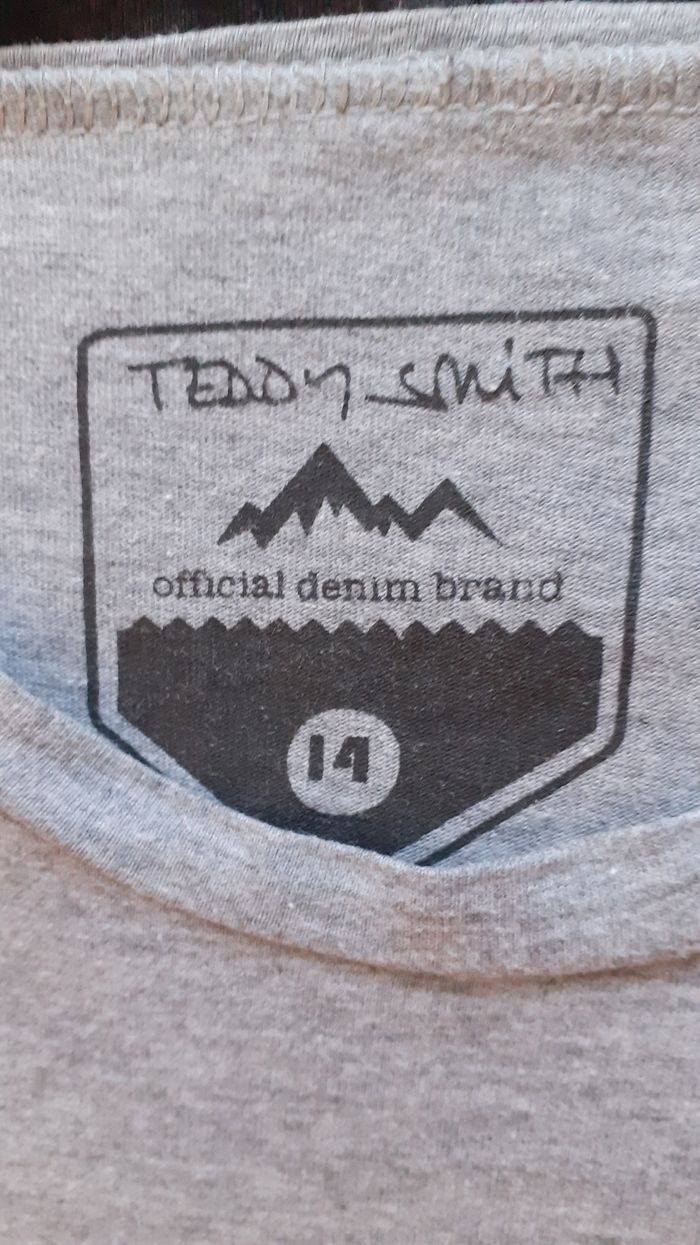 TEDDY SMITH
official denim brand
14